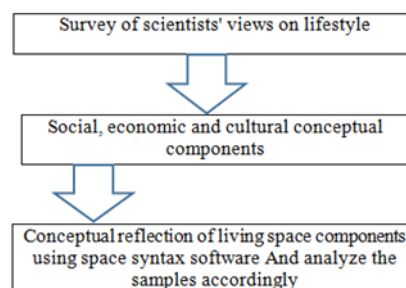 Survey of scientists' views on lifestyle
Social, economic and cultural conceptual
components
Conceptual reflection of living space components
using space syntax software And analyze the
samples accordingly